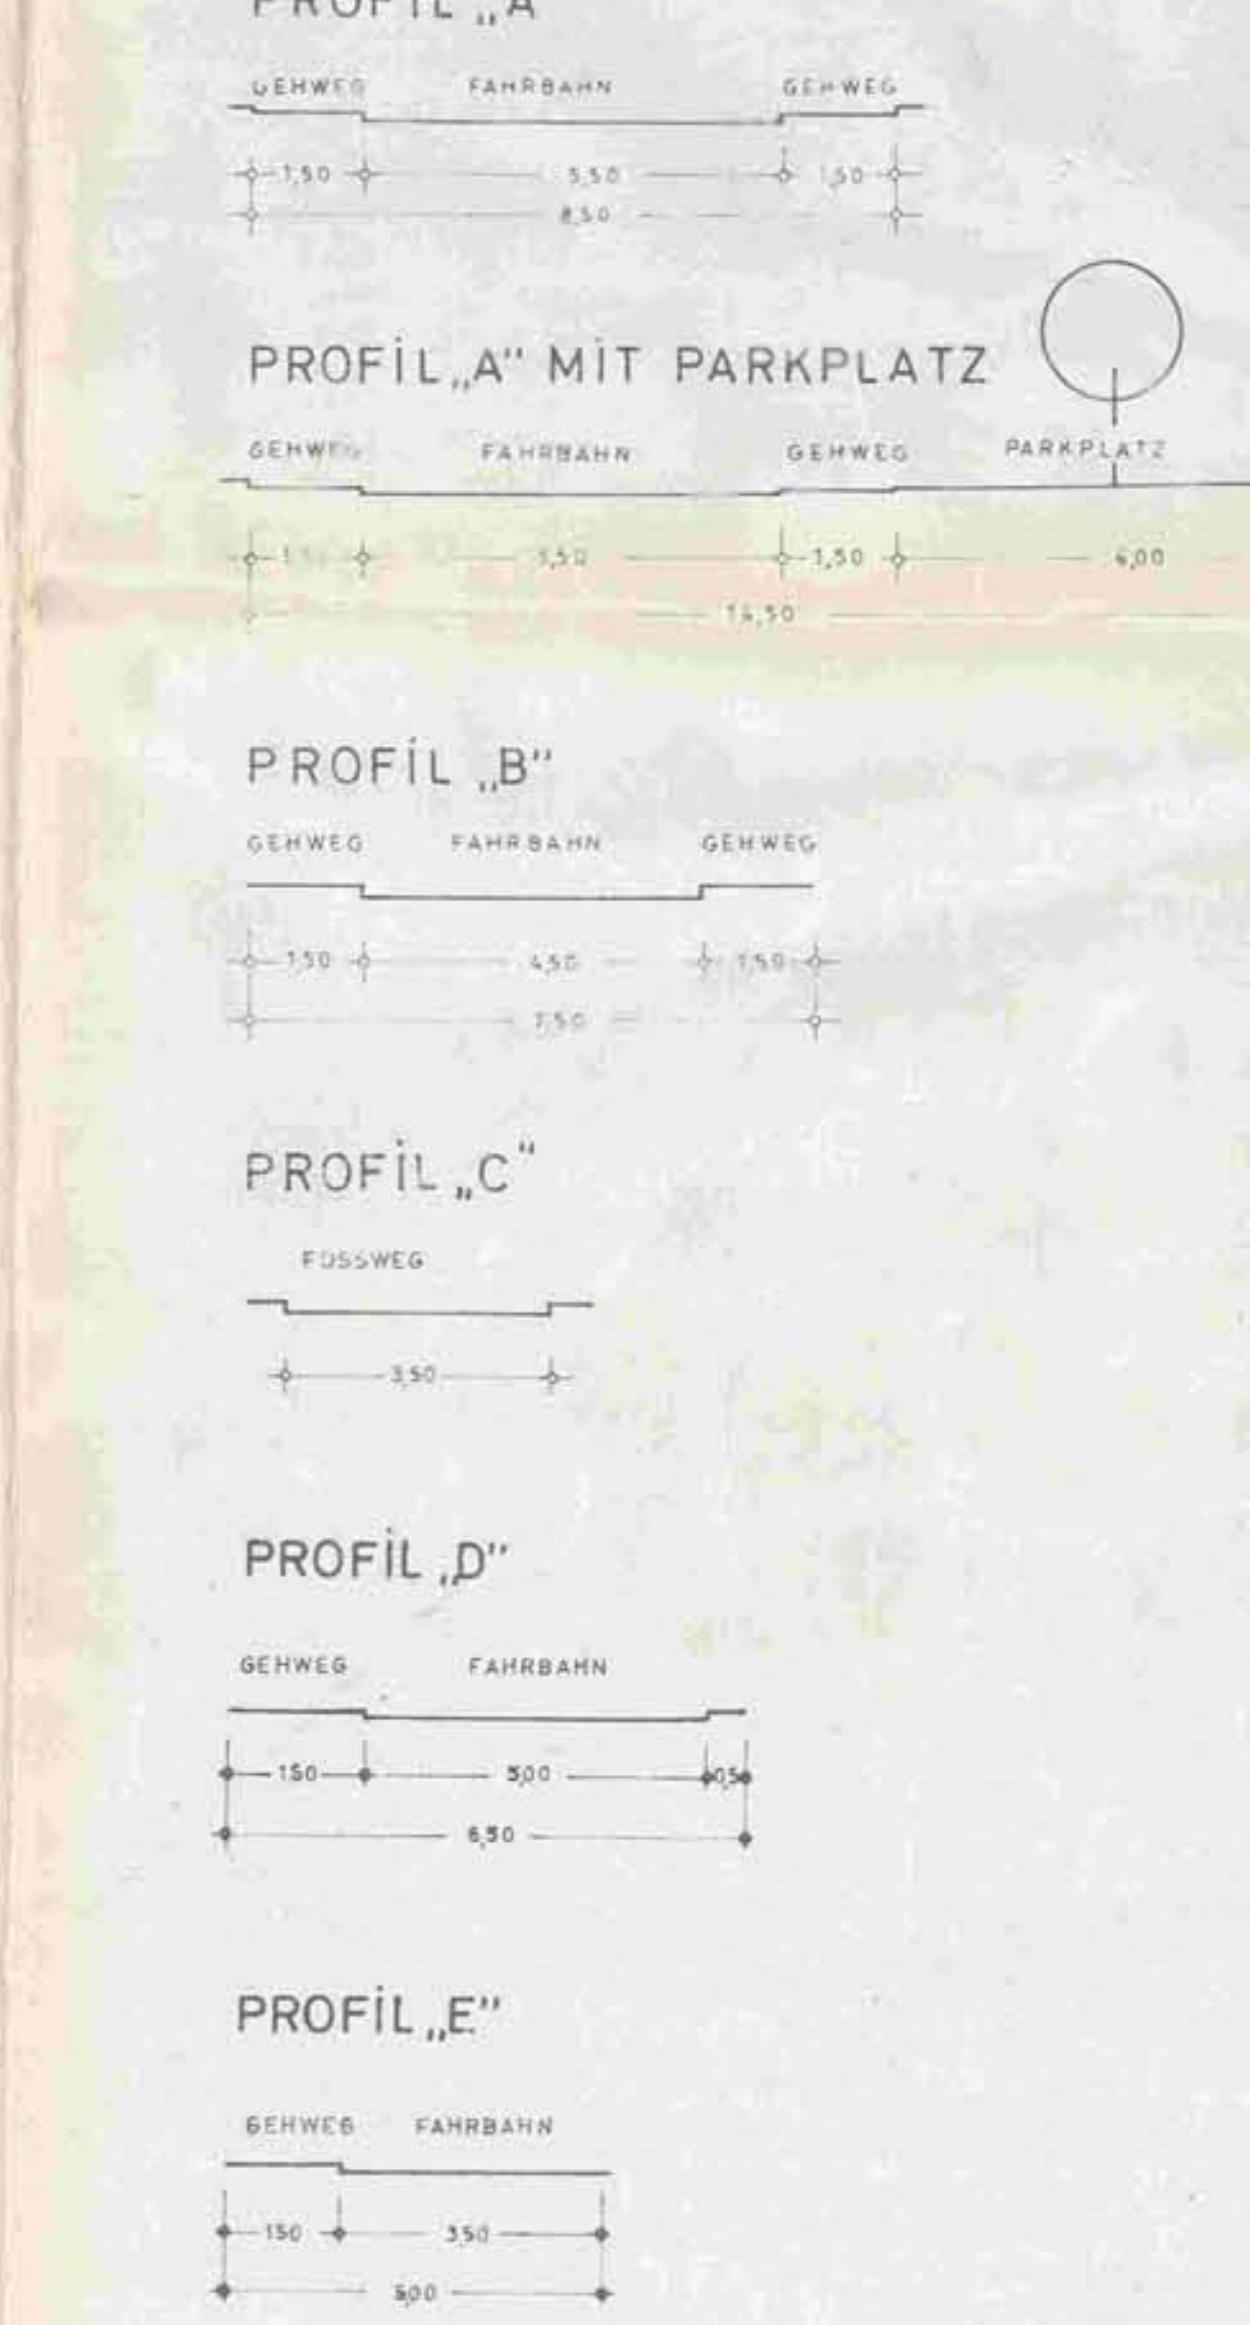 PROFİL „A"
GEHWEG FAHRBAHN GEHWEG
1,50 5,50 1,50
8,50
PROFİL „A" MİT PARKPLATZ
GEHWEG FAHRBAHN GEHWEG PARKPLATZ
5,50 1,50 6,00
14,50
PROFİL „B"
GEHWEG FAHRBAHN GEHWEG
1,50 4,50 1,50
7,50
PROFİL „C"
FUSSWEG
3,50
PROFİL „D"
GEHWEG FAHRBAHN
1,50 5,00 0,5
6,50
PROFİL „E"
GEHWEG FAHRBAHN
1,50 3,50
5,00